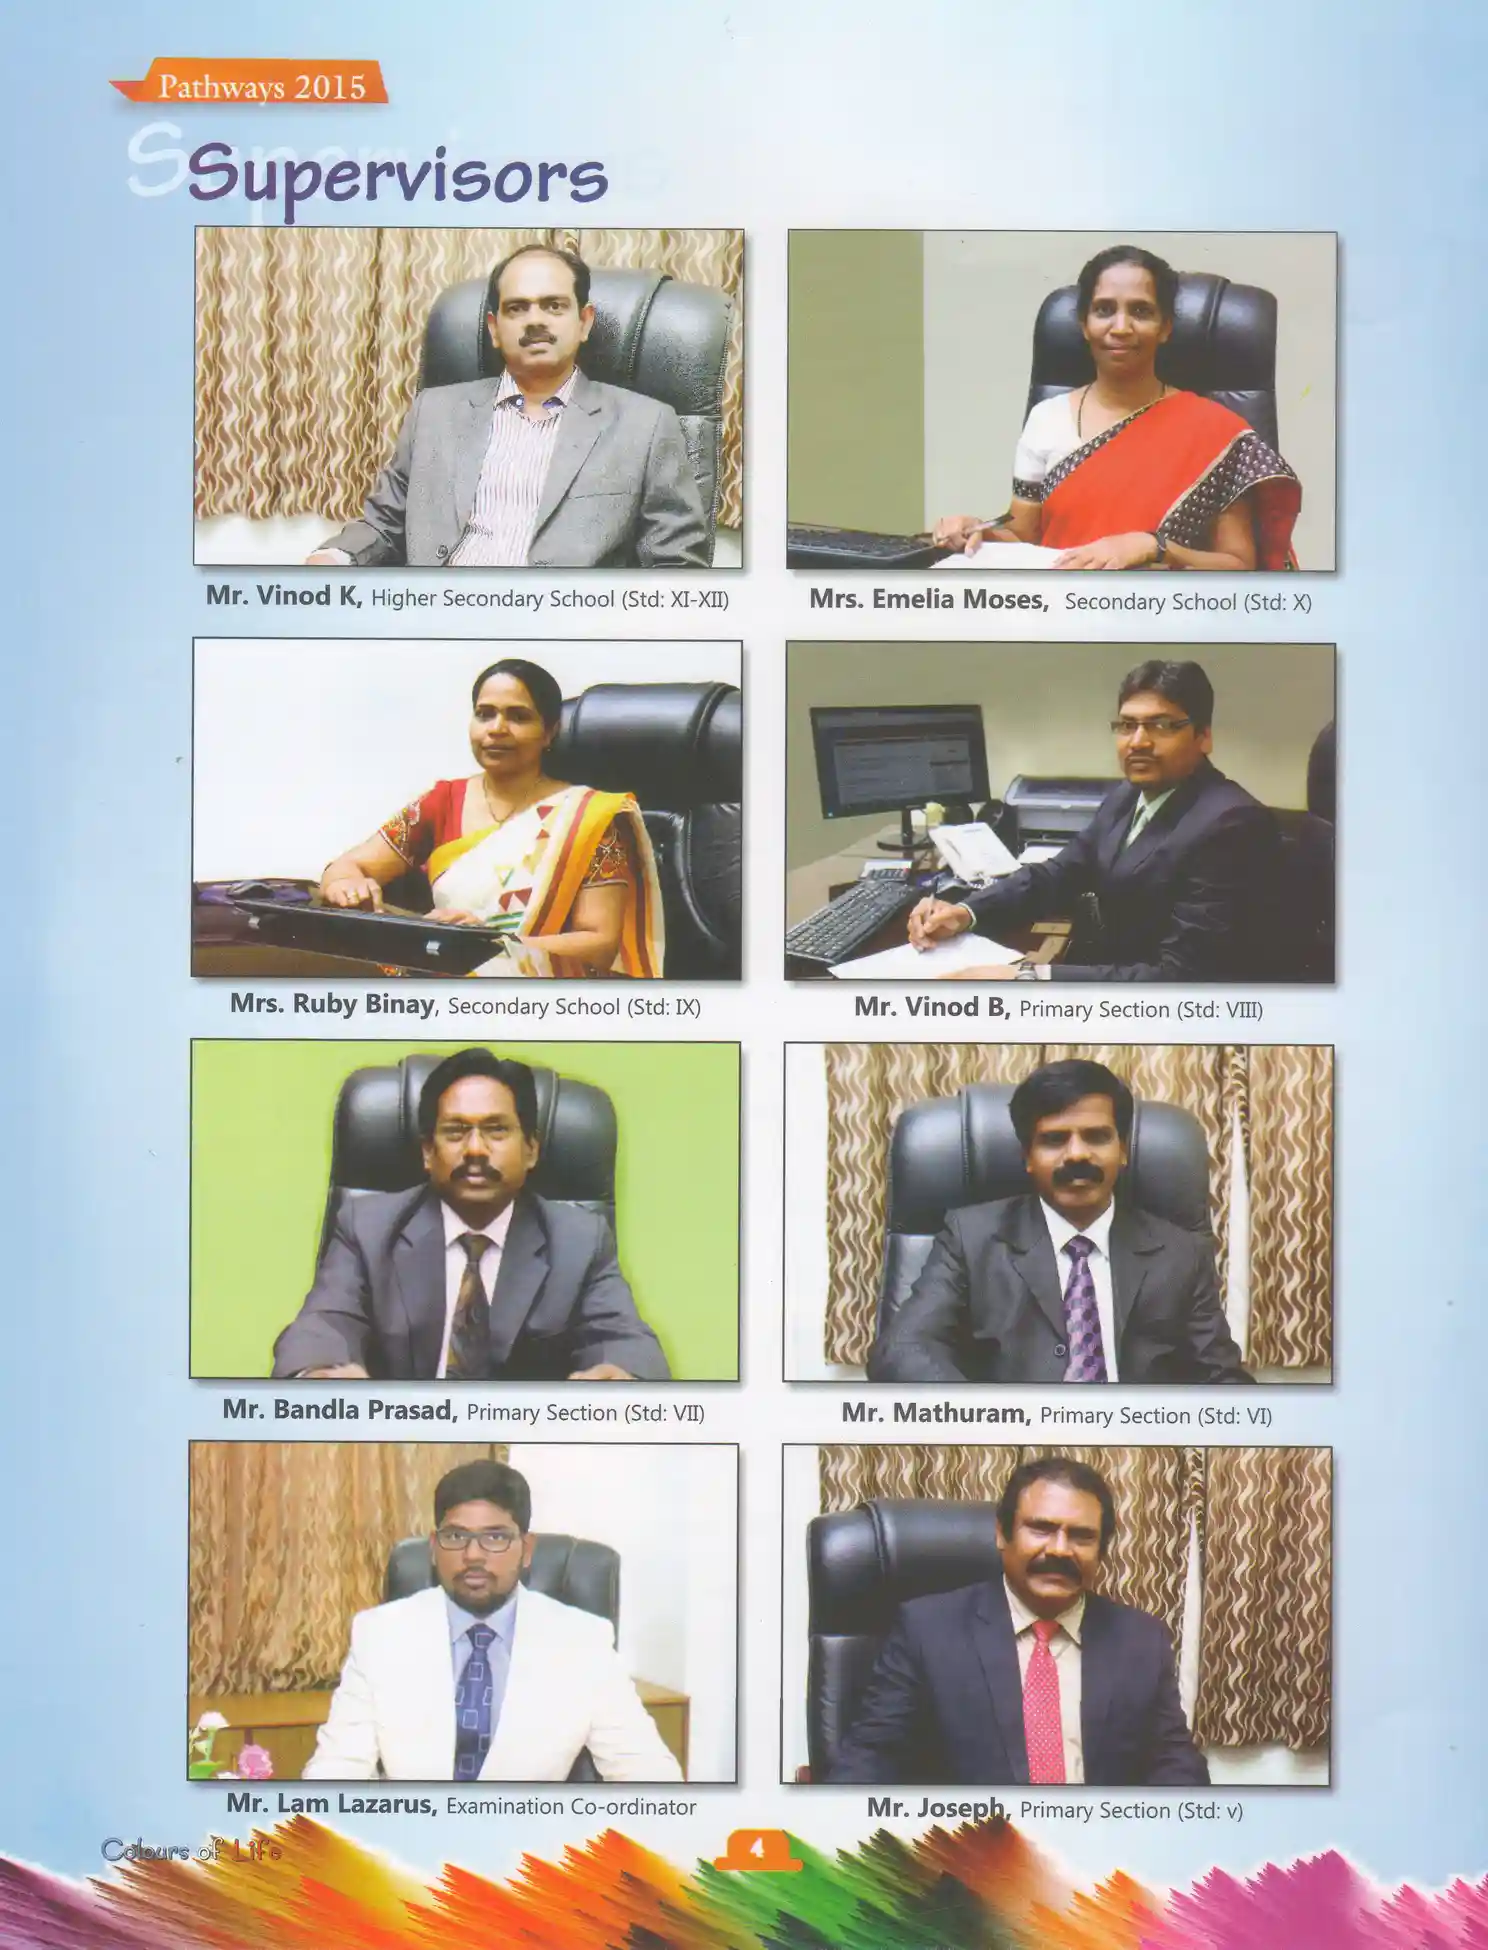 Pathways 2015
Supervisors
Mr. Vinod K, Higher Secondary School (Std: XI-XII)
Mrs. Emelia Moses, Secondary School (Std: X)
Mrs. Ruby Binay, Secondary School (Std: IX)
Mr. Vinod B, Primary Section (Std: VIII)
Mr. Bandla Prasad, Primary Section (Std: VII)
Mr. Mathuram, Primary Section (Std: VI)
Mr. Lam Lazarus, Examination Co-ordinator
Mr. Joseph, Primary Section (Std: v)
Colours of Life
4